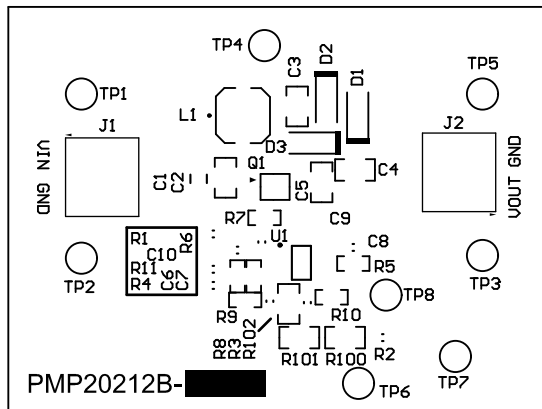 TP4
D2
C3
D1
TP5
TP1
L1
J1
J2
D3
VIN GND
VOUT GND
Q1
C1
C2
C5
C4
R7
C9
U1
R1
R6
C10
C8
R11
R5
R4
C6
C7
TP2
TP3
TP8
R9
R10
R8
R3
R102
R101
R100
R2
TP7
PMP20212B-
TP6